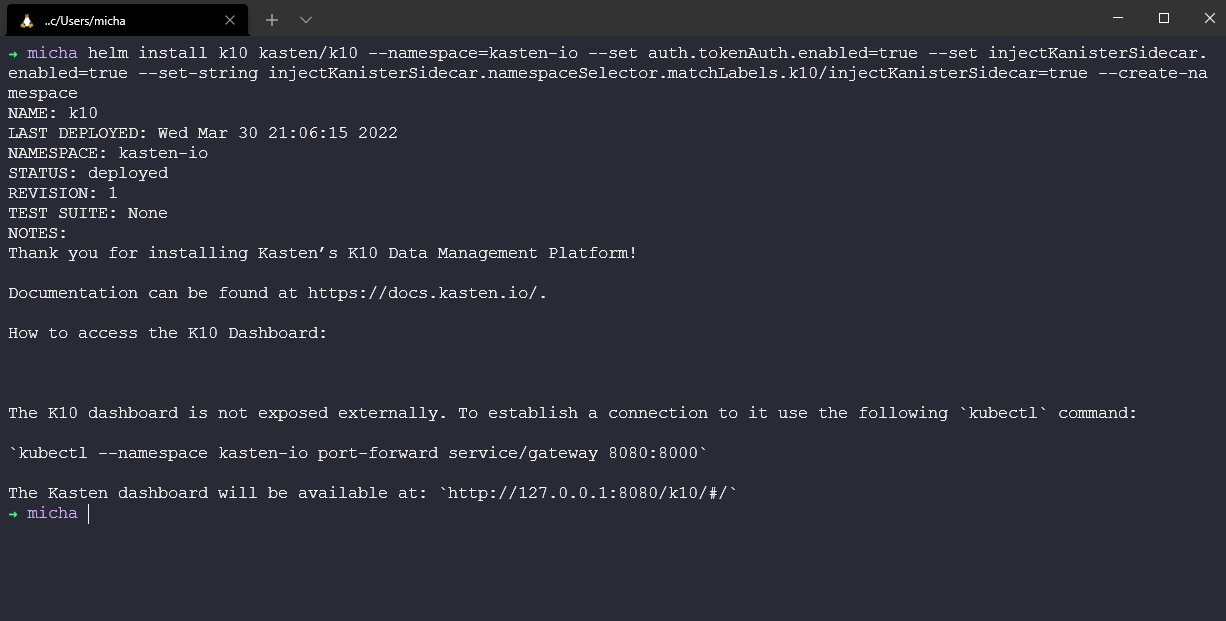 ..c/Users/micha
→ micha helm install k10 kasten/k10 --namespace=kasten-io --set auth.tokenAuth.enabled=true --set injectKanisterSidecar.
enabled=true --set-string injectKanisterSidecar.namespaceSelector.matchLabels.k10/injectKanisterSidecar=true --create-na
mespace
NAME: k10
LAST DEPLOYED: Wed Mar 30 21:06:15 2022
NAMESPACE: kasten-io
STATUS: deployed
REVISION: 1
TEST SUITE: None
NOTES:
Thank you for installing Kasten’s K10 Data Management Platform!
Documentation can be found at https://docs.kasten.io/.
How to access the K10 Dashboard:
The K10 dashboard is not exposed externally. To establish a connection to it use the following `kubectl` command:
`kubectl --namespace kasten-io port-forward service/gateway 8080:8000`
The Kasten dashboard will be available at: `http://127.0.0.1:8080/k10/#/`
→ micha